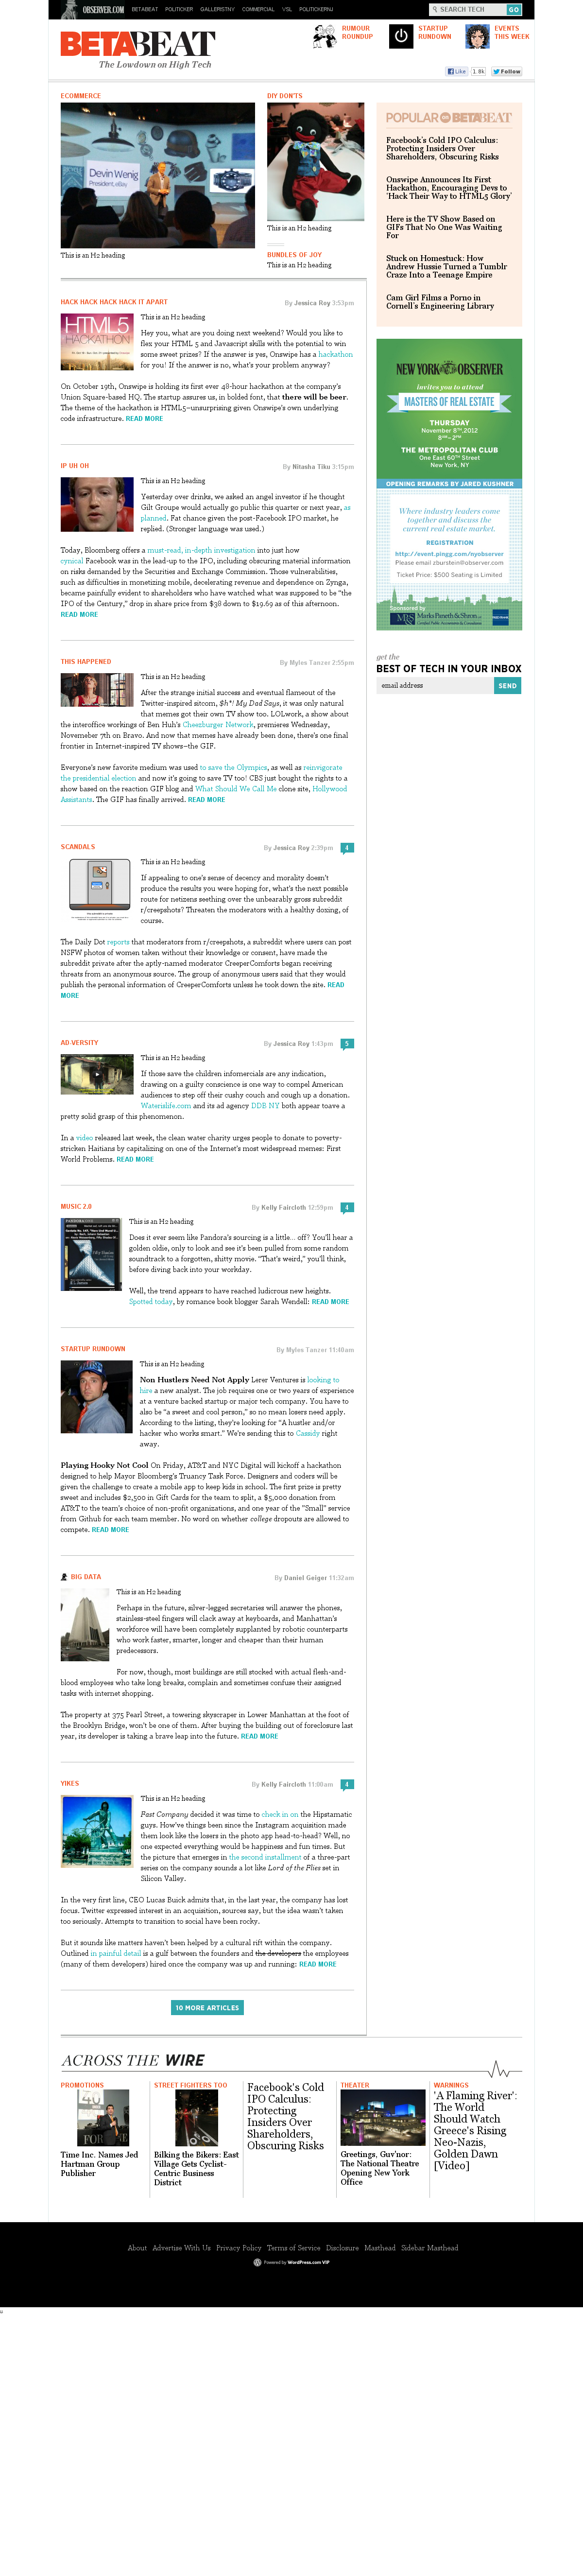 OBSERVER.COM BETABEAT POLITICKER GALLERISTNY COMMERCIAL VSL POLITICKERNJ SEARCH TECH GO
BETABEAT
The Lowdown on High Tech
RUMOUR
ROUNDUP
STARTUP
RUNDOWN
EVENTS
THIS WEEK
Like 1.8k Follow
ECOMMERCE
Devin Wenig
President, eBay
This is an H2 heading
DIY DON'TS
This is an H2 heading
BUNDLES OF JOY
This is an H2 heading
POPULAR ON BETABEAT
Facebook's Cold IPO Calculus:
Protecting Insiders Over
Shareholders, Obscuring Risks
Onswipe Announces Its First
Hackathon, Encouraging Devs to
'Hack Their Way to HTML5 Glory'
Here is the TV Show Based on
GIFs That No One Was Waiting
For
Stuck on Homestuck: How
Andrew Hussie Turned a Tumblr
Craze Into a Teenage Empire
Cam Girl Films a Porno in
Cornell's Engineering Library
HACK HACK HACK HACK IT APART
By Jessica Roy 3:53pm
HTML5
HACKATHON
This is an H2 heading
Hey you, what are you doing next weekend? Would you like to
flex your HTML 5 and Javascript skills with the potential to win
some sweet prizes? If the answer is yes, Onswipe has a hackathon
for you! If the answer is no, what's your problem anyway?
On October 19th, Onswipe is holding its first ever 48-hour hackathon at the company's
Union Square-based HQ. The startup assures us, in bolded font, that there will be beer.
The theme of the hackathon is HTML5–unsurprising given Onswipe's own underlying
code infrastructure. READ MORE
IP UH OH
By Nitasha Tiku 3:15pm
This is an H2 heading
Yesterday over drinks, we asked an angel investor if he thought
Gilt Groupe would actually go public this quarter or next year, as
planned. Fat chance given the post-Facebook IPO market, he
replied. (Stronger language was used.)
Today, Bloomberg offers a must-read, in-depth investigation into just how
cynical Facebook was in the lead-up to the IPO, including obscuring material information
on risks demanded by the Securities and Exchange Commission. Those vulnerabilities,
such as difficulties in monetizing mobile and slowing revenue and dependence on Zynga,
became painfully evident to shareholders who have watched what was supposed to be "the
IPO of the Century," drop in share price from $38 down to $19.69 as of this afternoon.
READ MORE
THIS HAPPENED
By Myles Tanzer 2:55pm
This is an H2 heading
After the strange initial success and eventual flameout of the
Twitter-inspired sitcom, $h*! My Dad Says, it was only natural
that memes got their own TV show too. LOLwork, a show about
the interoffice workings of Ben Huh's Cheezburger Network, premieres Wednesday,
November 7th on Bravo. And now that memes have already been done, there's one final
frontier in Internet-inspired TV shows–the GIF.
Everyone's new favorite medium was used to save the Olympics, as well as reinvigorate
the presidential election and now it's going to save TV too! CBS just bought the rights to a
show based on the reaction GIF blog and What Should We Call Me clone site, Hollywood
Assistants. The GIF has finally arrived. READ MORE
SCANDALS
By Jessica Roy 2:39pm 4
This is an H2 heading
If appealing to one's sense of decency and morality doesn't
produce the results you were hoping for, what's the next possible
route for netizens seething over the unbearably gross subreddit
r/creepshots? Threaten the moderators with a healthy doxing, of
course.
The Daily Dot reports that moderators from r/creepshots, a subreddit where users can post
NSFW photos of women taken without their knowledge or consent, have made the
subreddit private after the aptly-named moderator CreeperComforts began receiving
threats from an anonymous source. The group of anonymous users said that they would
publish the personal information of CreeperComforts unless he took down the site. READ
MORE
AD-VERSITY
By Jessica Roy 1:43pm 5
This is an H2 heading
If those save the children infomercials are any indication,
drawing on a guilty conscience is one way to compel American
audiences to step off their cushy couch and cough up a donation.
Waterislife.com and its ad agency DDB NY both appear toave a
pretty solid grasp of this phenomenon.
In a video released last week, the clean water charity urges people to donate to poverty-
stricken Haitians by capitalizing on one of the Internet's most widespread memes: First
World Problems. READ MORE
MUSIC 2.0
By Kelly Faircloth 12:59pm 4
This is an H2 heading
Does it ever seem like Pandora's sourcing is a little... off? You'll hear a
golden oldie, only to look and see it's been pulled from some random
soundtrack to a forgotten, shitty movie. "That's weird," you'll think,
before diving back into your workday.
Well, the trend appears to have reached ludicrous new heights.
Spotted today, by romance book blogger Sarah Wendell: READ MORE
STARTUP RUNDOWN
By Myles Tanzer 11:40am
This is an H2 heading
Non Hustlers Need Not Apply Lerer Ventures is looking to
hire a new analyst. The job requires one or two years of experience
at a venture backed startup or major tech company. You have to
also be "a sweet and cool person," so no mean losers need apply.
According to the listing, they're looking for "A hustler and/or
hacker who works smart." We're sending this to Cassidy right
away.
Playing Hooky Not Cool On Friday, AT&T and NYC Digital will kickoff a hackathon
designed to help Mayor Bloomberg's Truancy Task Force. Designers and coders will be
given the challenge to create a mobile app to keep kids in school. The first prize is pretty
sweet and includes $2,500 in Gift Cards for the team to split, a $5,000 donation from
AT&T to the team's choice of non-profit organizations, and one year of the "Small" service
from Github for each team member. No word on whether college dropouts are allowed to
compete. READ MORE
BIG DATA
By Daniel Geiger 11:32am
This is an H2 heading
Perhaps in the future, silver-legged secretaries will answer the phones,
stainless-steel fingers will clack away at keyboards, and Manhattan's
workforce will have been completely supplanted by robotic counterparts
who work faster, smarter, longer and cheaper than their human
predecessors.
For now, though, most buildings are still stocked with actual flesh-and-
blood employees who take long breaks, complain and sometimes confuse their assigned
tasks with internet shopping.
The property at 375 Pearl Street, a towering skyscraper in Lower Manhattan at the foot of
the Brooklyn Bridge, won't be one of them. After buying the building out of foreclosure last
year, its developer is taking a brave leap into the future. READ MORE
YIKES
By Kelly Faircloth 11:08am 4
This is an H2 heading
Fast Company decided it was time to check in on the Hipstamatic
guys. How've things been since the Instagram acquisition made
them look like the losers in the photo app head-to-head? Well, no
one expected everything would be happiness and fun times. But
the picture that emerges in the second installment of a three-part
series on the company sounds a lot like Lord of the Flies set in
Silicon Valley.
In the very first line, CEO Lucas Buick admits that, in the last year, the company has lost
focus. Twitter expressed interest in an acquisition, sources say, but the idea wasn't taken
too seriously. Attempts to transition to social have been rocky.
But it sounds like matters haven't been helped by a cultural rift within the company.
Outlined in painful detail is a gulf between the founders and the developers the employees
(many of them developers) hired once the company was up and running: READ MORE
10 MORE ARTICLES
NEW YORK OBSERVER
invites you to attend
MASTERS OF REAL ESTATE
THURSDAY
November 8TH,2012
6PM–2PM
THE METROPOLITAN CLUB
One East 60TH Street
New York, NY
OPENING REMARKS BY JARED KUSHNER
Where industry leaders come
together and discuss the
current real estate market.
REGISTRATION
http://event.pingg.com/nyobserver
Please email zburstein@observer.com
Ticket Price: $500 Seating is Limited
Sponsored by
MPS Marks Paneth & Shron
get the
BEST OF TECH IN YOUR INBOX
email address SEND
ACROSS THE WIRE
PROMOTIONS
Time Inc. Names Jed
Hartman Group
Publisher
STREET FIGHTERS TOO
Bilking the Bikers: East
Village Gets Cyclist-
Centric Business
District
Facebook's Cold
IPO Calculus:
Protecting
Insiders Over
Shareholders,
Obscuring Risks
THEATER
Greetings, Guv'nor:
The National Theatre
Opening New York
Office
WARNINGS
'A Flaming River':
The World
Should Watch
Greece's Rising
Neo-Nazis,
Golden Dawn
[Video]
About Advertise With Us Privacy Policy Terms of Service Disclosure Masthead Sidebar Masthead
Powered by WordPress.com VIP